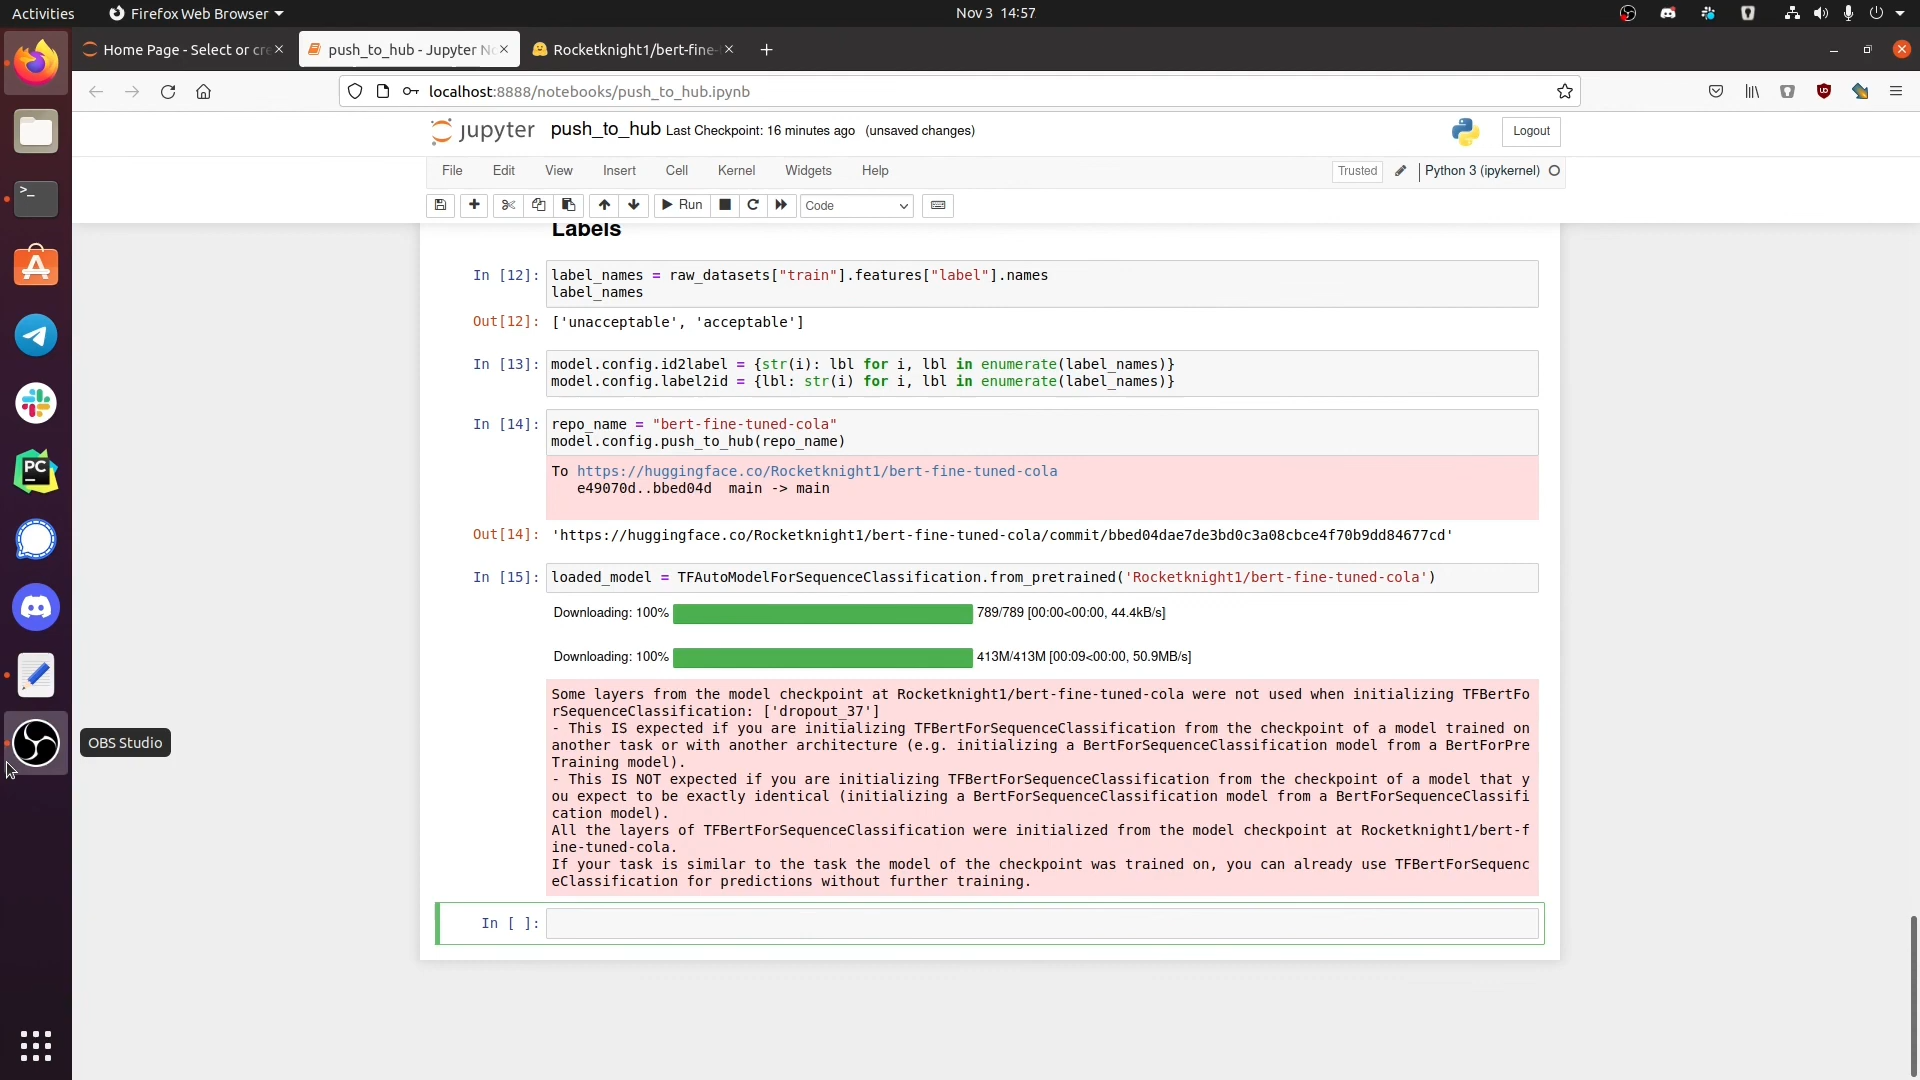 Activities
Firefox Web Browser
Nov 3 14:57
Home Page - Select or cre
push_to_hub - Jupyter No
Rocketknight1/bert-fine-
localhost:8888/notebooks/push_to_hub.ipynb
jupyter push_to_hub Last Checkpoint: 16 minutes ago (unsaved changes)
Logout
File Edit View Insert Cell Kernel Widgets Help
Trusted
Python 3 (ipykernel)
Run
Code
Labels
In [12]: label_names = raw_datasets["train"].features["label"].names
label_names
Out[12]: ['unacceptable', 'acceptable']
In [13]: model.config.id2label = {str(i): lbl for i, lbl in enumerate(label_names)}
model.config.label2id = {lbl: str(i) for i, lbl in enumerate(label_names)}
In [14]: repo_name = "bert-fine-tuned-cola"
model.config.push_to_hub(repo_name)
To https://huggingface.co/Rocketknight1/bert-fine-tuned-cola
e49070d..bbed04d main -> main
Out[14]: 'https://huggingface.co/Rocketknight1/bert-fine-tuned-cola/commit/bbed04dae7de3bd0c3a08cbce4f70b9dd84677cd'
In [15]: loaded_model = TFAutoModelForSequenceClassification.from_pretrained('Rocketknight1/bert-fine-tuned-cola')
Downloading: 100% 789/789 [00:00<00:00, 44.4kB/s]
Downloading: 100% 413M/413M [00:09<00:00, 50.9MB/s]
Some layers from the model checkpoint at Rocketknight1/bert-fine-tuned-cola were not used when initializing TFBertFo
rSequenceClassification: ['dropout_37']
- This IS expected if you are initializing TFBertForSequenceClassification from the checkpoint of a model trained on
another task or with another architecture (e.g. initializing a BertForSequenceClassification model from a BertForPre
Training model).
- This IS NOT expected if you are initializing TFBertForSequenceClassification from the checkpoint of a model that y
ou expect to be exactly identical (initializing a BertForSequenceClassification model from a BertForSequenceClassifi
cation model).
All the layers of TFBertForSequenceClassification were initialized from the model checkpoint at Rocketknight1/bert-f
ine-tuned-cola.
If your task is similar to the task the model of the checkpoint was trained on, you can already use TFBertForSequenc
eClassification for predictions without further training.
In [ ]:
OBS Studio